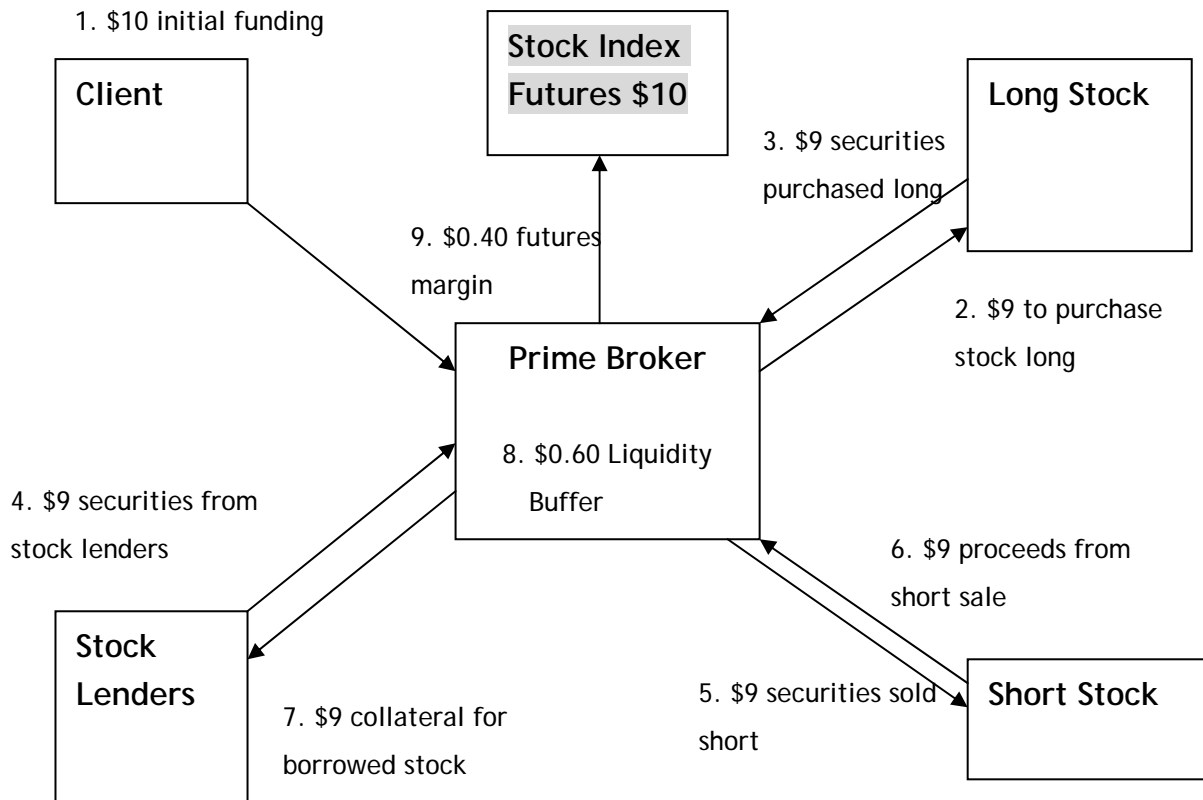 1. $10 initial funding
Client
Stock Index
Futures $10
Long Stock
3. $9 securities
purchased long
9. $0.40 futures
margin
2. $9 to purchase
stock long
Prime Broker
8. $0.60 Liquidity
Buffer
4. $9 securities from
stock lenders
6. $9 proceeds from
short sale
Stock
Lenders
7. $9 collateral for
borrowed stock
5. $9 securities sold
short
Short Stock